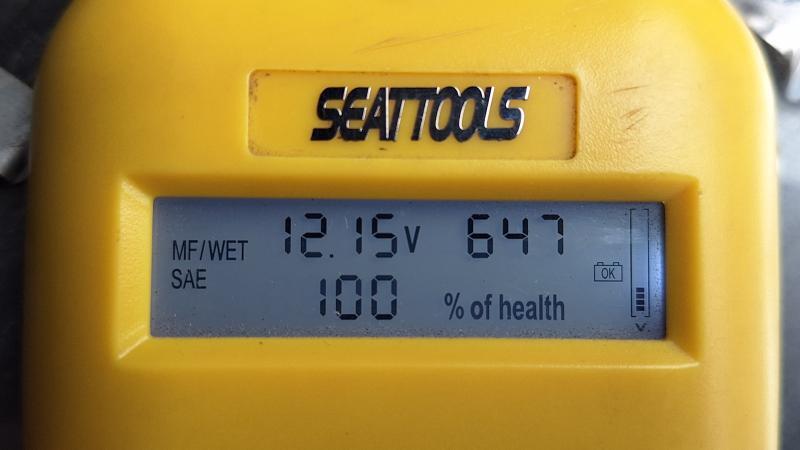 SEATTOOLS
MF/WET 12.15V 647
SAE 100 % of health
OK
V